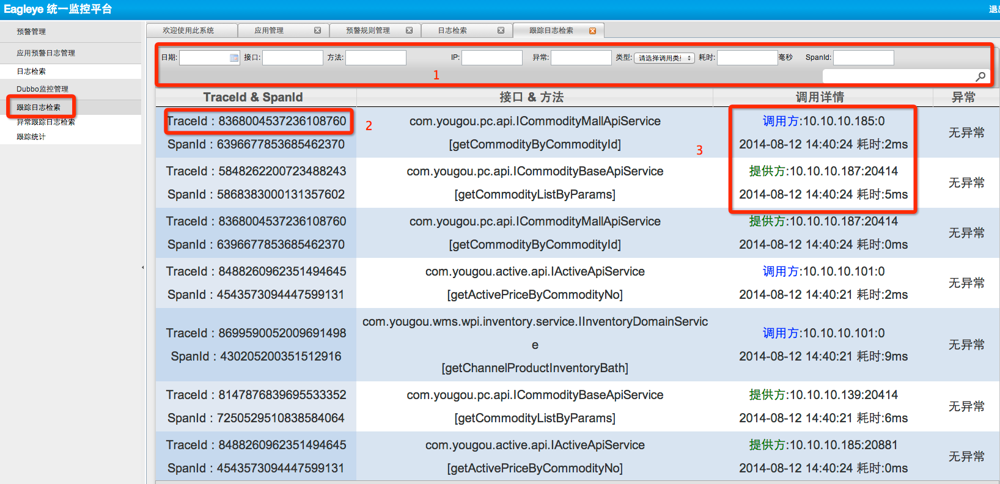 Eagleye 统一监控平台
预警管理
应用预警日志管理
日志检索
Dubbo监控管理
跟踪日志检索
异常跟踪日志检索
跟踪统计
欢迎使用此系统 应用管理 预警规则管理 日志检索 跟踪日志检索
日期: 接口: 方法: IP: 异常: 类型: 请选择调用类 耗时: 毫秒 SpanId:
1
TraceId & SpanId 接口 & 方法 调用详情 异常
TraceId : 8368004537236108760 2 com.yougou.pc.api.ICommodityMallApiService 调用方:10.10.10.185:0 无异常
SpanId : 6396677853685462370 [getCommodityByCommodityId] 3 2014-08-12 14:40:24 耗时:2ms
TraceId : 5848262200723488243 com.yougou.pc.api.ICommodityBaseApiService 提供方:10.10.10.187:20414 无异常
SpanId : 5868383000131357602 [getCommodityListByParams] 2014-08-12 14:40:24 耗时:5ms
TraceId : 8368004537236108760 com.yougou.pc.api.ICommodityMallApiService 提供方:10.10.10.187:20414 无异常
SpanId : 6396677853685462370 [getCommodityByCommodityId] 2014-08-12 14:40:24 耗时:0ms
TraceId : 8488260962351494645 com.yougou.active.api.IActiveApiService 调用方:10.10.10.101:0 无异常
SpanId : 4543573094447599131 [getActivePriceByCommodityNo] 2014-08-12 14:40:21 耗时:2ms
com.yougou.wms.wpi.inventory.service.IInventoryDomainServic
TraceId : 8699590052009691498 e 调用方:10.10.10.101:0 无异常
SpanId : 430205200351512916 [getChannelProductInventoryBath] 2014-08-12 14:40:21 耗时:9ms
TraceId : 8147876839695533352 com.yougou.pc.api.ICommodityBaseApiService 提供方:10.10.10.139:20414 无异常
SpanId : 7250529510838584064 [getCommodityListByParams] 2014-08-12 14:40:21 耗时:6ms
TraceId : 8488260962351494645 com.yougou.active.api.IActiveApiService 提供方:10.10.10.185:20881 无异常
SpanId : 4543573094447599131 [getActivePriceByCommodityNo] 2014-08-12 14:40:24 耗时:0ms